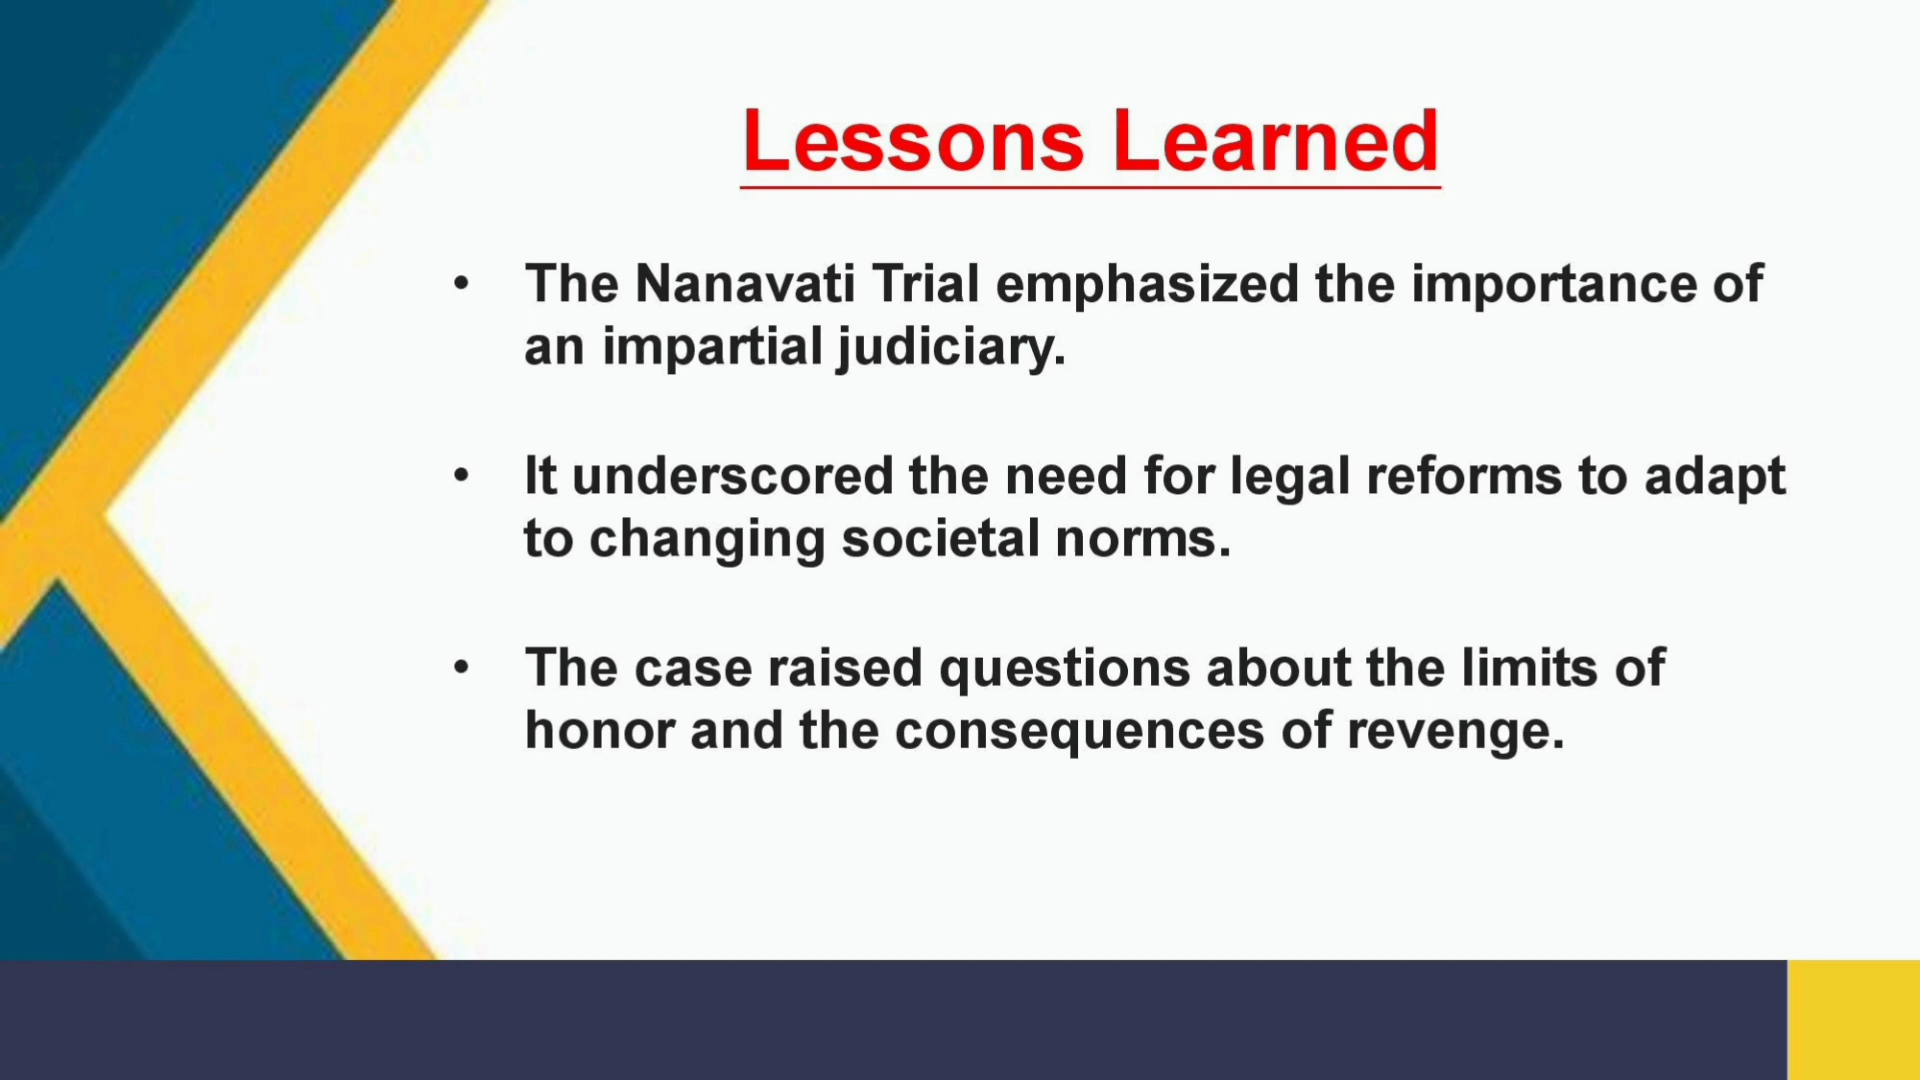 Lessons Learned
• The Nanavati Trial emphasized the importance of
an impartial judiciary.
• It underscored the need for legal reforms to adapt
to changing societal norms.
• The case raised questions about the limits of
honor and the consequences of revenge.